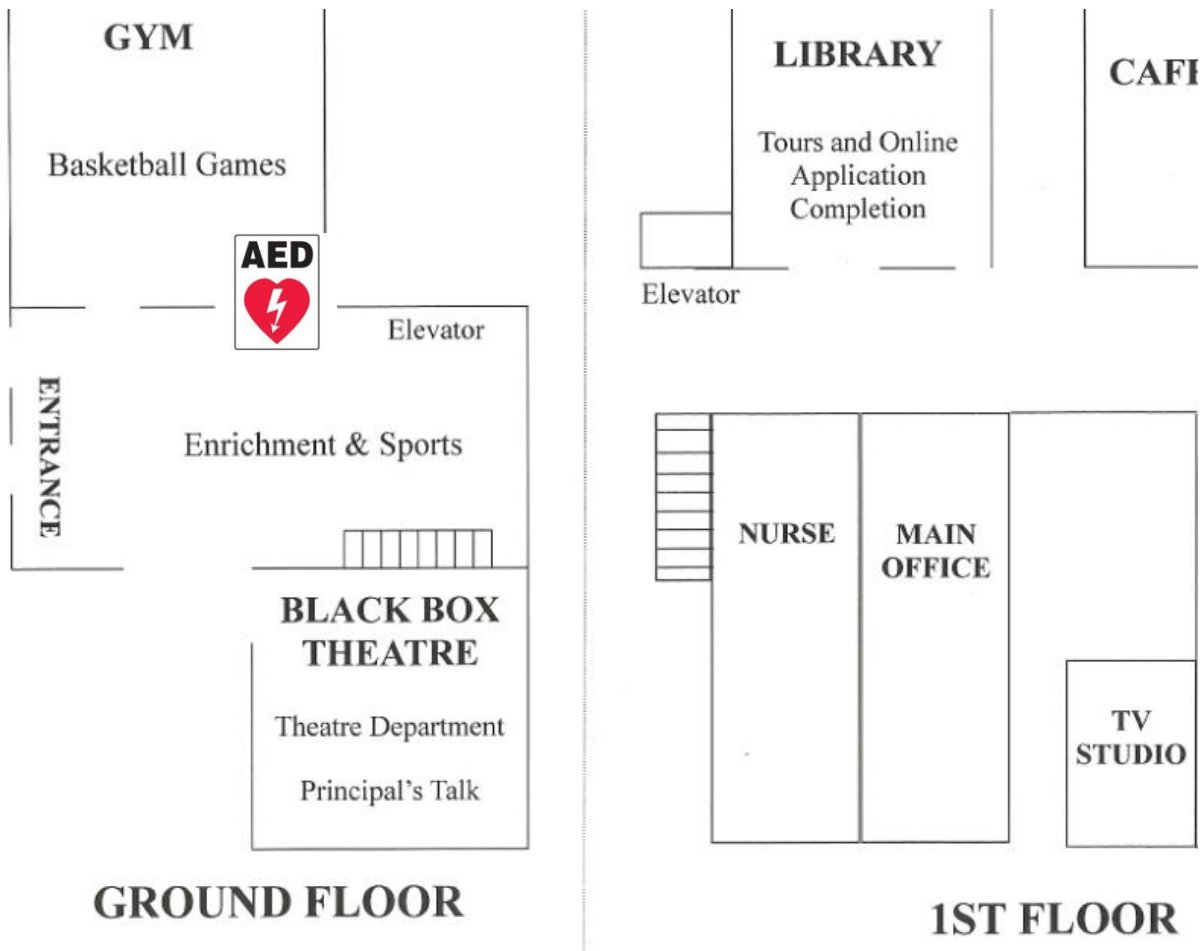 GYM
Basketball Games
AED
Elevator
ENTRANCE
Enrichment & Sports
BLACK BOX
THEATRE
Theatre Department
Principal's Talk
GROUND FLOOR
LIBRARY
Tours and Online
Application
Completion
Elevator
CAFE
NURSE
MAIN
OFFICE
TV
STUDIO
1ST FLOOR